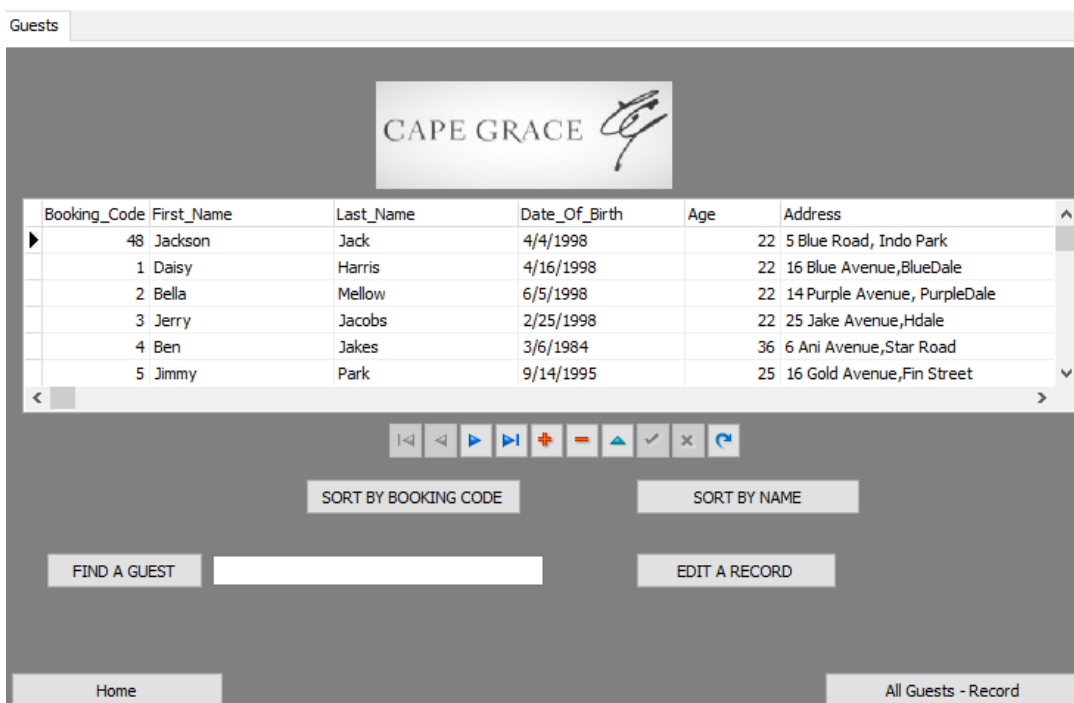 Guests
CAPE GRACE
Booking_Code First_Name Last_Name Date_Of_Birth Age Address
48 Jackson Jack 4/4/1998 22 5 Blue Road, Indo Park
1 Daisy Harris 4/16/1998 22 16 Blue Avenue,BlueDale
2 Bella Mellow 6/5/1998 22 14 Purple Avenue, PurpleDale
3 Jerry Jacobs 2/25/1998 22 25 Jake Avenue,Hdale
4 Ben Jakes 3/6/1984 36 6 Ani Avenue,Star Road
5 Jimmy Park 9/14/1995 25 16 Gold Avenue,Fin Street
SORT BY BOOKING CODE SORT BY NAME
FIND A GUEST EDIT A RECORD
Home All Guests - Record